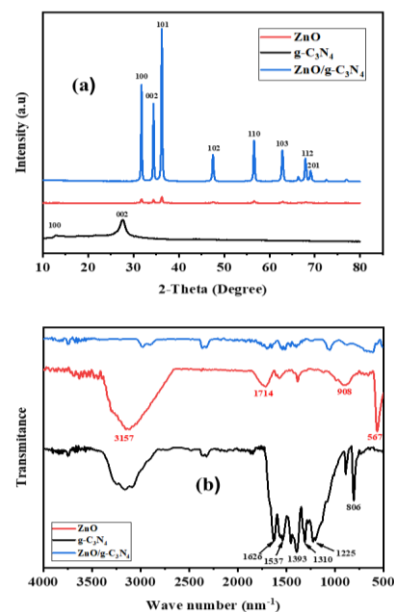 (a)
ZnO
g-C₃N₄
ZnO/g-C₃N₄
101
100
002
102
110
103
112
201
100
002
Intensity (a.u)
10 20 30 40 50 60 70 80
2-Theta (Degree)
3157
1714
908
567
806
(b)
ZnO
g-C₃N₄
ZnO/g-C₃N₄
1626
1537
1393
1310
1225
Transmitance
4000 3500 3000 2500 2000 1500 1000 500
Wave number (nm⁻¹)